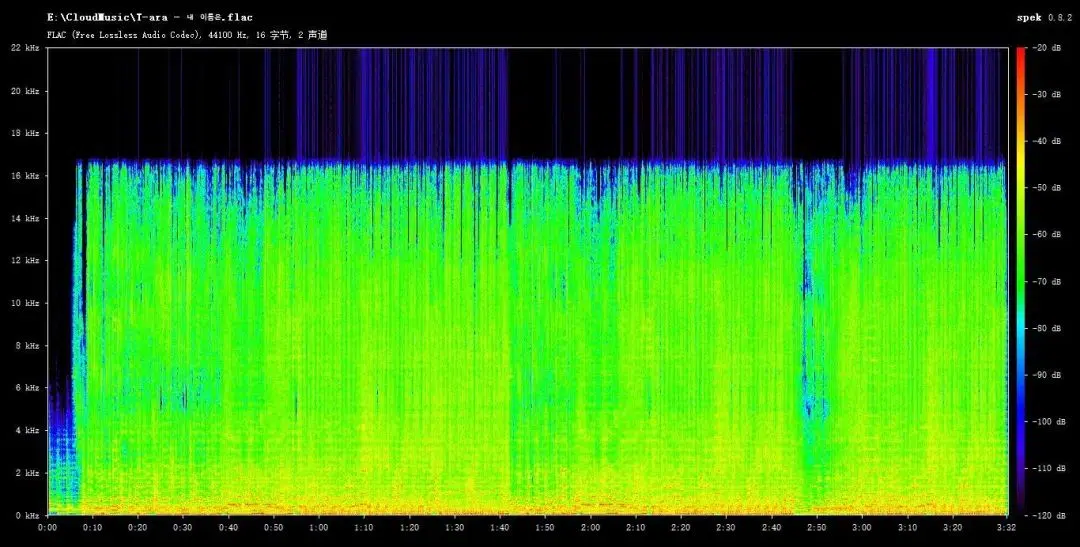 E:\CloudMusic\T-ara - 내 이름은.flac
spek 0.8.2
FLAC (Free Lossless Audio Codec), 44100 Hz, 16 字节, 2 声道
22 kHz
20 kHz
18 kHz
16 kHz
14 kHz
12 kHz
10 kHz
8 kHz
6 kHz
4 kHz
2 kHz
0 kHz
-20 dB
-30 dB
-40 dB
-50 dB
-60 dB
-70 dB
-80 dB
-90 dB
-100 dB
-110 dB
-120 dB
0:00 0:10 0:20 0:30 0:40 0:50 1:00 1:10 1:20 1:30 1:40 1:50 2:00 2:10 2:20 2:30 2:40 2:50 3:00 3:10 3:20 3:32